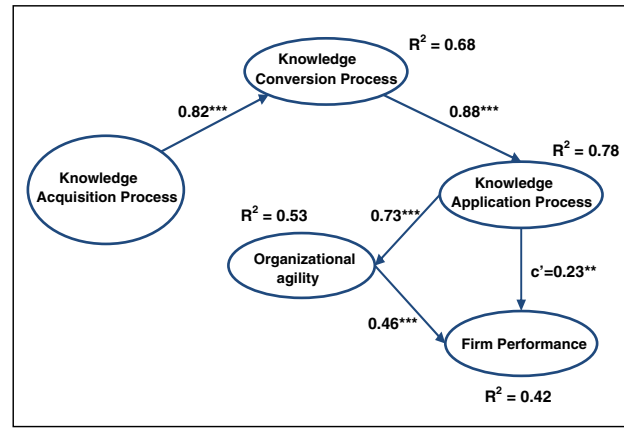 R² = 0.68
Knowledge
Conversion Process
0.82***
0.88***
R² = 0.78
Knowledge
Acquisition Process
Knowledge
Application Process
R² = 0.53
0.73***
Organizational
agility
c’=0.23**
0.46***
Firm Performance
R² = 0.42